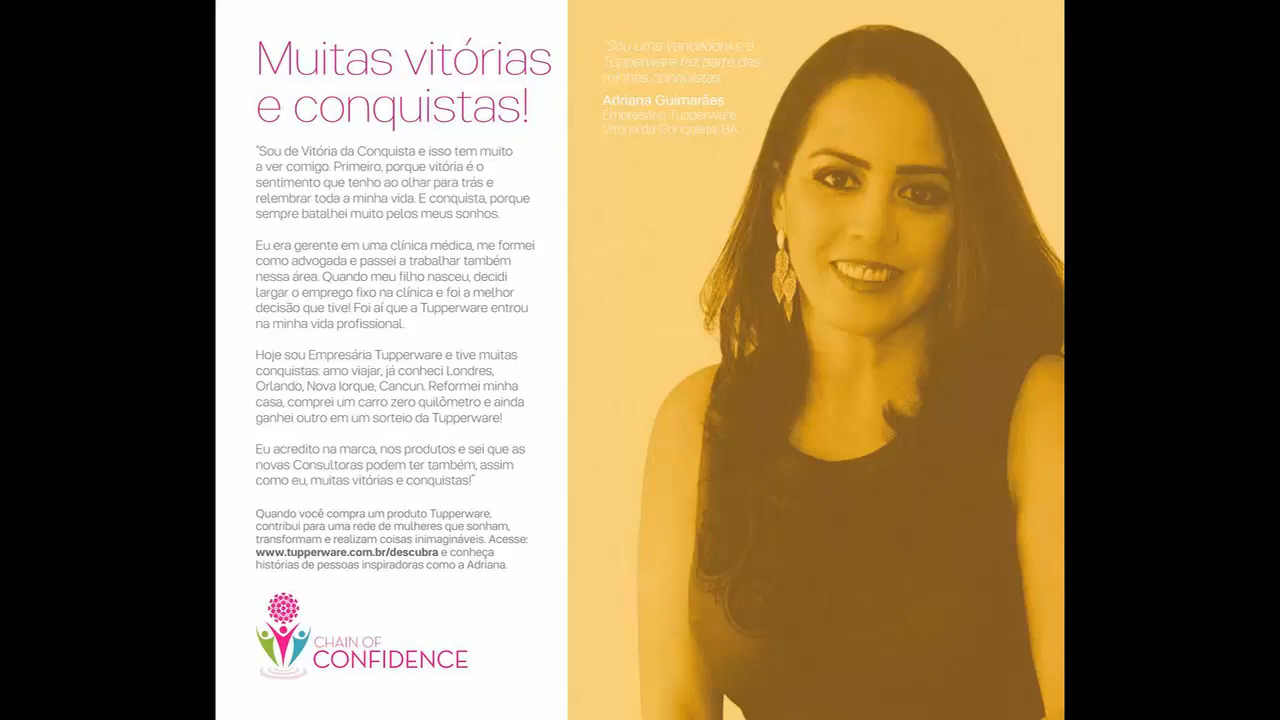 Muitas vitórias
e conquistas!
"Sou de Vitória da Conquista e isso tem muito
a ver comigo. Primeiro, porque vitória é o
sentimento que tenho ao olhar para trás e
relembrar toda a minha vida. E conquista, porque
sempre batalhei muito pelos meus sonhos.
Eu era gerente em uma clínica médica, me formei
como advogada e passei a trabalhar também
nessa área. Quando meu filho nasceu, decidi
largar o emprego fixo na clínica e foi a melhor
decisão que tive! Foi aí que a Tupperware entrou
na minha vida profissional.
Hoje sou Empresária Tupperware e tive muitas
conquistas: amo viajar, já conheci Londres,
Orlando, Nova Iorque, Cancun. Reformei minha
casa, comprei um carro zero quilômetro e ainda
ganhei outro em um sorteio da Tupperware!
Eu acredito na marca, nos produtos e sei que as
novas Consultoras podem ter também, assim
como eu, muitas vitórias e conquistas!"
Quando você compra um produto Tupperware,
contribui para uma rede de mulheres que sonham,
transformam e realizam coisas inimagináveis. Acesse:
www.tupperware.com.br/descubra e conheça
histórias de pessoas inspiradoras como a Adriana.
CHAIN OF
CONFIDENCE
"Sou uma vencedora e a
Tupperware faz parte das
minhas conquistas."
Adriana Guimarães
Empresária Tupperware
Vitória da Conquista, BA.